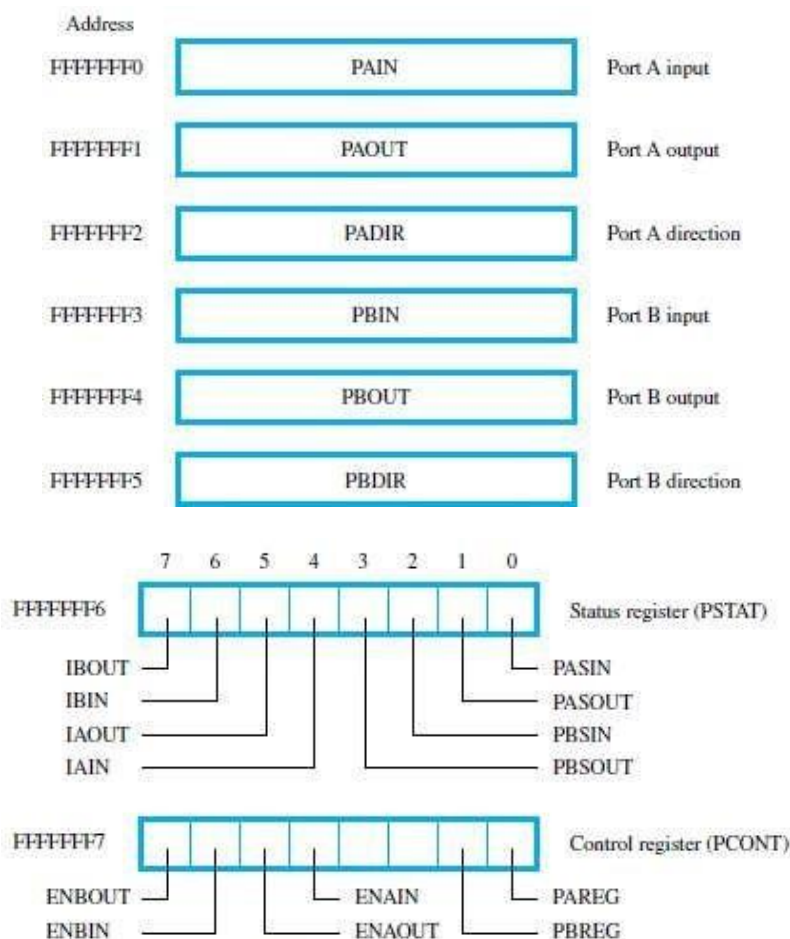 Address
FFFFFFF0 PAIN Port A input
FFFFFFF1 PAOUT Port A output
FFFFFFF2 PADIR Port A direction
FFFFFFF3 PBIN Port B input
FFFFFFF4 PBOUT Port B output
FFFFFFF5 PBDIR Port B direction
7 6 5 4 3 2 1 0
FFFFFFF6 Status register (PSTAT)
IBOUT PASIN
IBIN PASOUT
IAOUT PBSIN
IAIN PBSOUT
FFFFFFF7 Control register (PCONT)
ENBOUT ENAIN PAREG
ENBIN ENAOUT PBREG